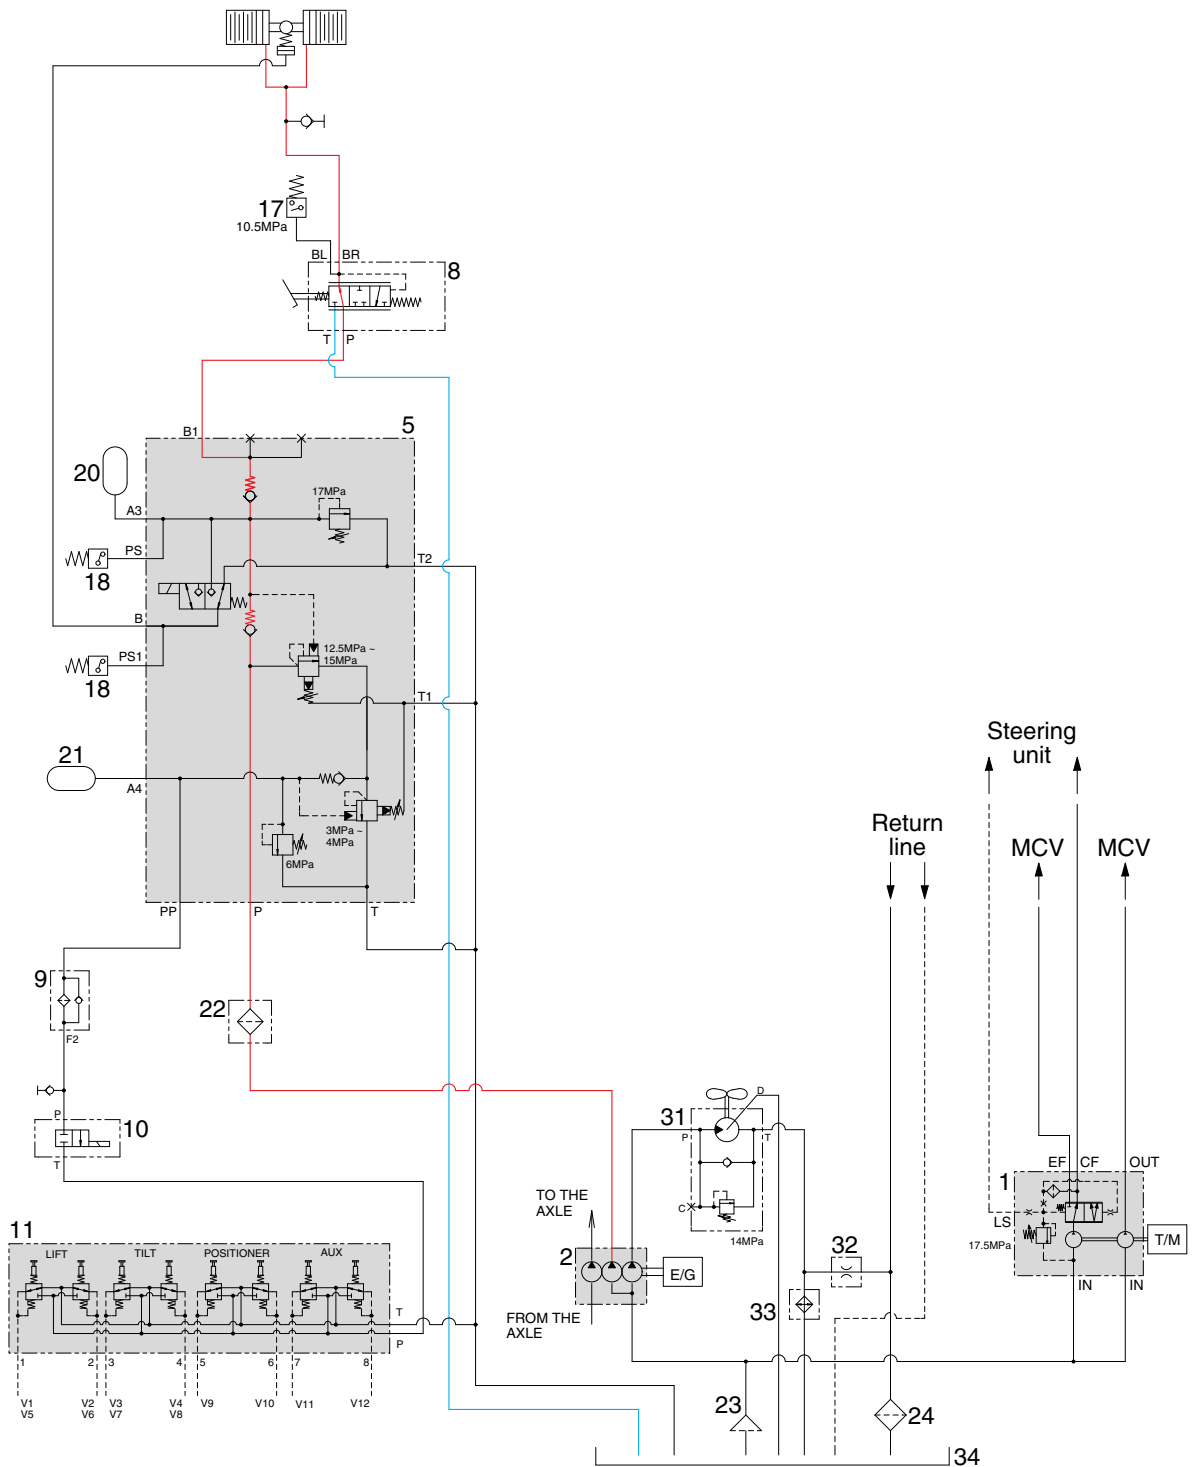 17
10.5MPa
BL BR
8
T P
B1
5
20
17MPa
A3
PS
T2
18
B
12.5MPa ~
15MPa
PS1
18
T1
Steering
unit
21
A4
3MPa ~
4MPa
6MPa
Return
line
MCV MCV
PP P T
9
22
F2
D
31
P T
P
10
T
EF CF OUT
1
TO THE
AXLE
C
LS
14MPa
17.5MPa
T/M
11
LIFT TILT POSITIONER AUX
2
E/G
32
IN IN
33
FROM THE
AXLE
T
P
1 2 3 4 5 6 7 8
V1 V2 V3 V4 V9 V10 V11 V12
V5 V6 V7 V8
23
24
34